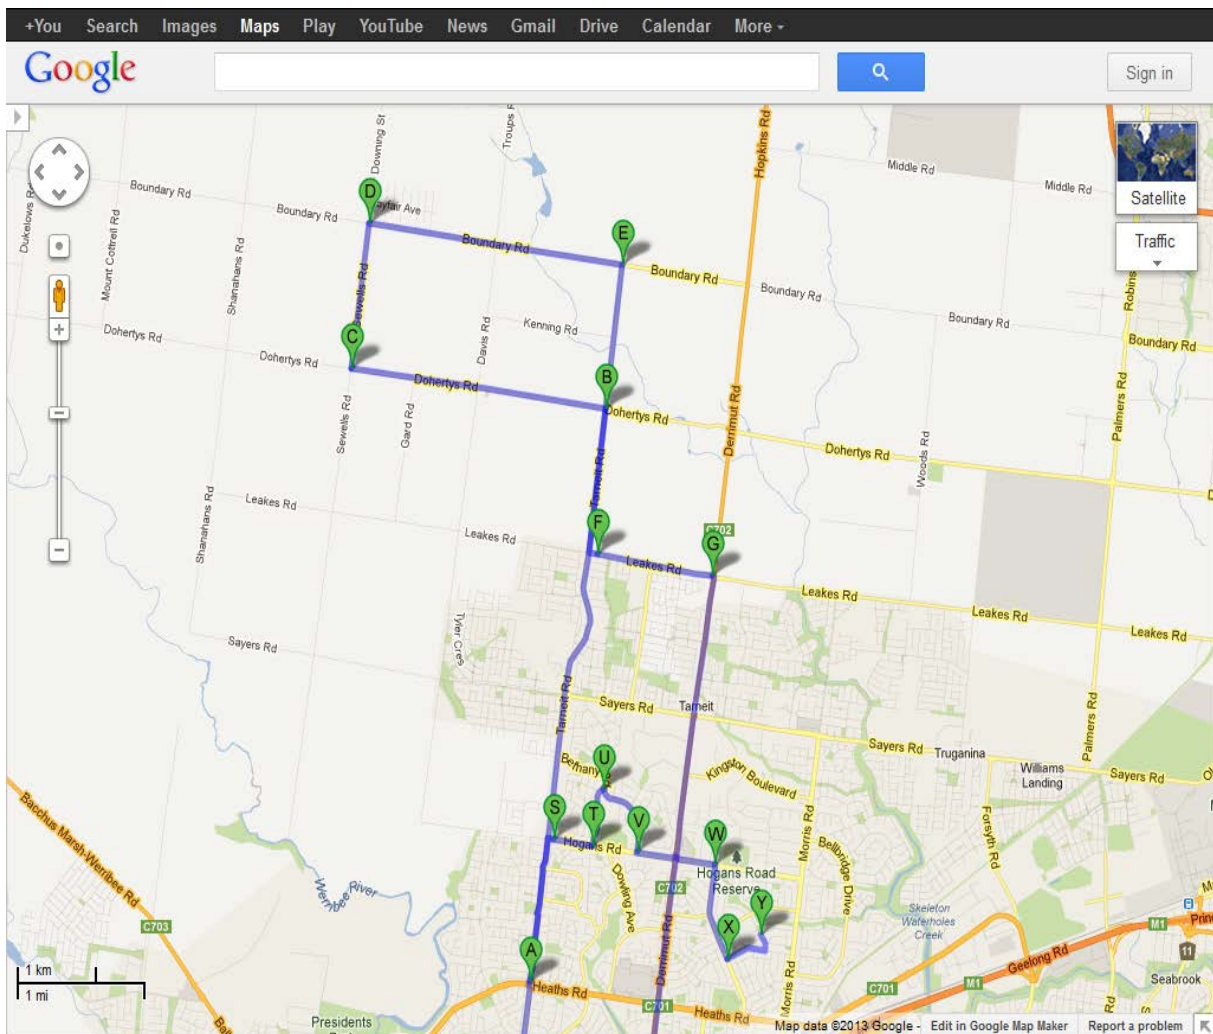 +You Search Images Maps Play YouTube News Gmail Drive Calendar More
Google
Sign in
Satellite
Traffic
Downing St
Troups R
Hopkins Rd
Middle Rd
Middle Rd
Dukelows Rd
Boundary Rd
Mount Cottrell Rd
Shanahans Rd
Boundary Rd
D
ayfair Ave
Boundary Rd
E
Boundary Rd
Boundary Rd
Boundary Rd
Boundary Rd
Robins
Dohertys Rd
Dohertys Rd
Sewells Rd
C
Davis Rd
Kenning Rd
Dohertys Rd
B
Dohertys Rd
Derrimut Rd
Dohertys Rd
Woods Rd
Palmers Rd
D
Sewells Rd
Gard Rd
Shanahans Rd
Leakes Rd
Leakes Rd
Tarneit Rd
F
Leakes Rd
C702
G
Leakes Rd
Leakes Rd
Leakes Rd
Sayers Rd
Tyler Cres
Tarneit Rd
Sayers Rd
Tarneit
Sayers Rd
Truganina
Palmers Rd
Williams
Landing
Sayers Rd
Bethany
U
Kingston Boulevard
Morris Rd
Forsyth Rd
Bacchus Marsh-Werribee Rd
S
T
V
W
Hogans Rd
Hogans Road
Reserve
Bellbridge Drive
Werribee River
Dowling Ave
C702
C703
Y
X
A
Skeleton
Waterholes
Creek
M1
Prin
11
Geelong Rd
Seabrook
Derrimut Rd
Morris Rd
Heaths Rd
C701
Heaths Rd
C701
M1
1 km
1 mi
Presidents
Map data ©2013 Google - Edit in Google Map Maker Report a problem